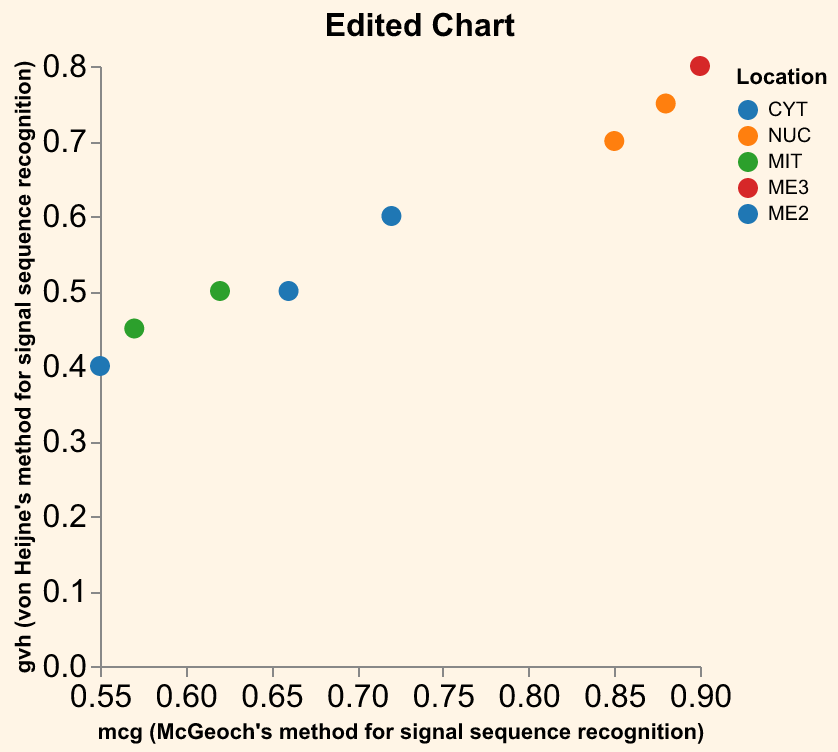 Edited Chart
gvh (von Heijne's method for signal sequence recognition)
0.8
0.7
0.6
0.5
0.4
0.3
0.2
0.1
0.0
0.55 0.60 0.65 0.70 0.75 0.80 0.85 0.90
mcg (McGeoch's method for signal sequence recognition)
Location
CYT
NUC
MIT
ME3
ME2